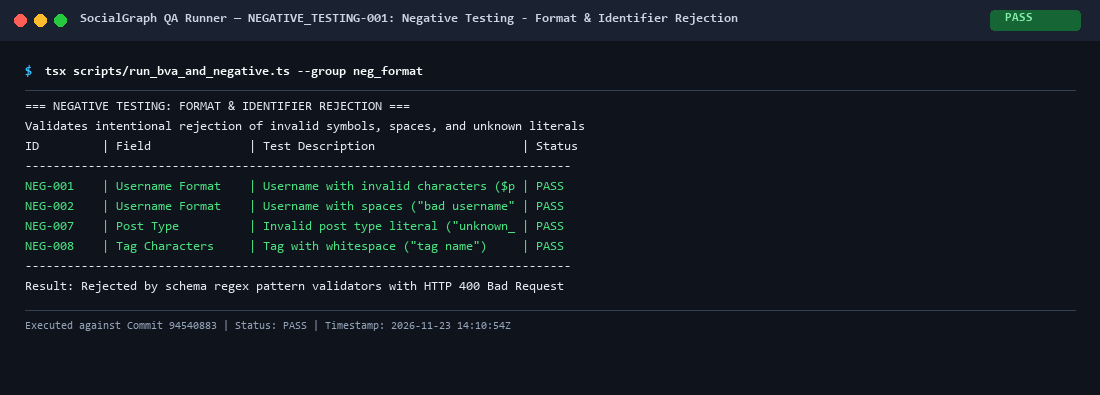 SocialGraph QA Runner — NEGATIVE_TESTING-001: Negative Testing - Format & Identifier Rejection PASS
$ tsx scripts/run_bva_and_negative.ts --group neg_format
=== NEGATIVE TESTING: FORMAT & IDENTIFIER REJECTION ===
Validates intentional rejection of invalid symbols, spaces, and unknown literals
ID | Field | Test Description | Status
------------------------------------------------------------------------------
NEG-001 | Username Format | Username with invalid characters ($p | PASS
NEG-002 | Username Format | Username with spaces ("bad username" | PASS
NEG-007 | Post Type | Invalid post type literal ("unknown_ | PASS
NEG-008 | Tag Characters | Tag with whitespace ("tag name") | PASS
------------------------------------------------------------------------------
Result: Rejected by schema regex pattern validators with HTTP 400 Bad Request
Executed against Commit 94540883 | Status: PASS | Timestamp: 2026-11-23 14:10:54Z